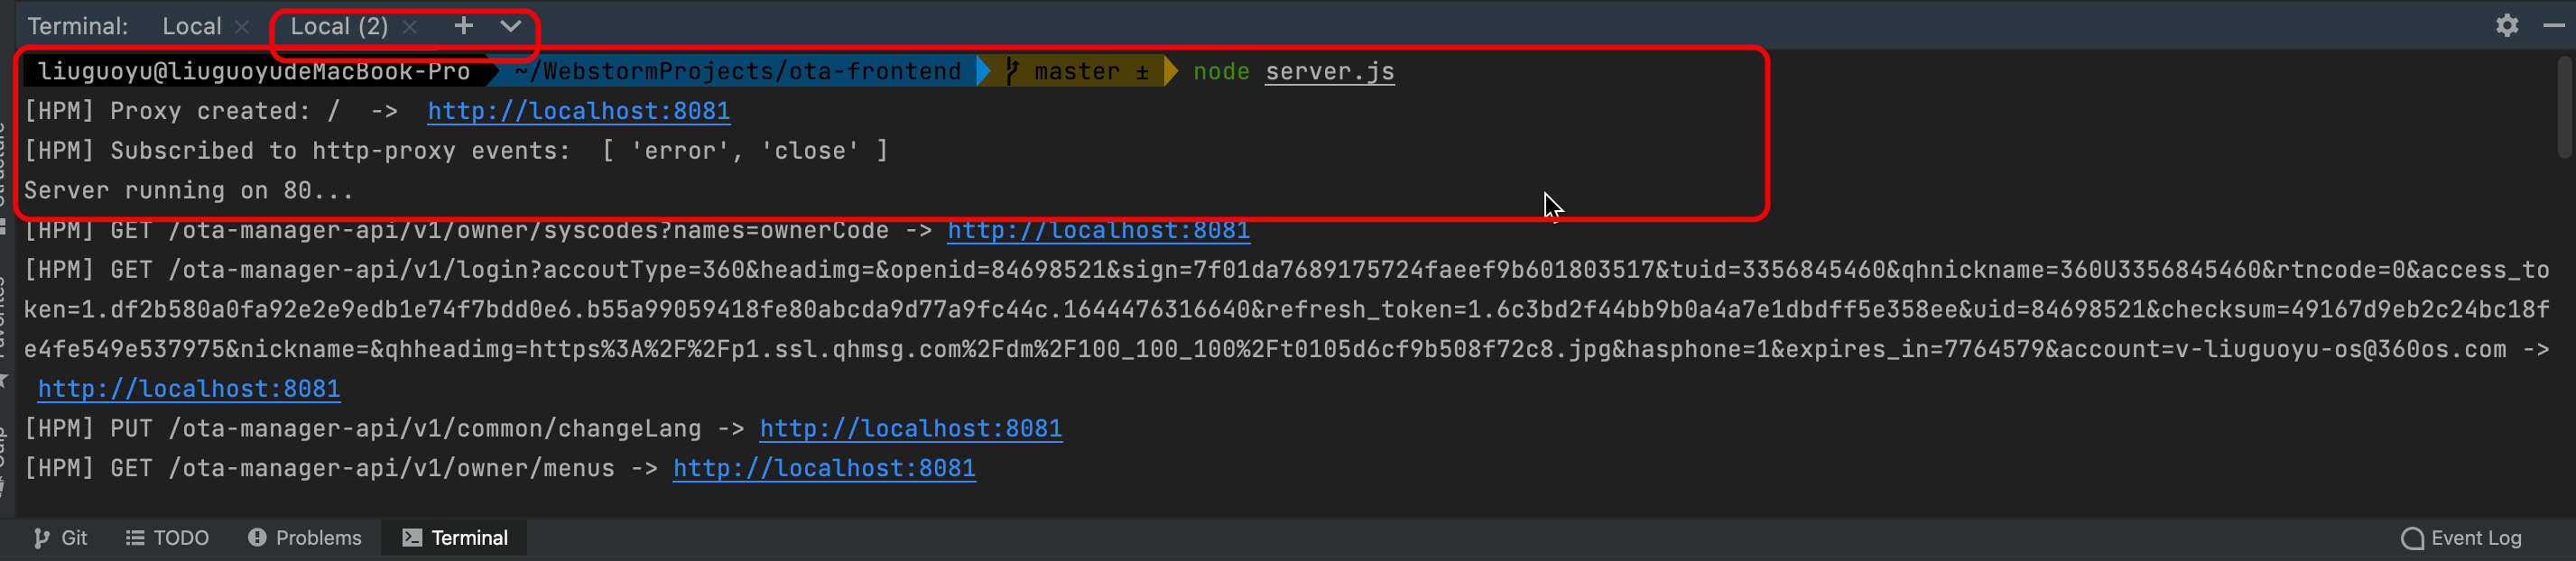 Terminal: Local Local (2)
liuguoyu@liuguoyudeMacBook-Pro ~/WebstormProjects/ota-frontend master ± node server.js
[HPM] Proxy created: / -> http://localhost:8081
[HPM] Subscribed to http-proxy events: [ 'error', 'close' ]
Server running on 80...
[HPM] GET /ota-manager-api/v1/owner/syscodes?names=ownerCode -> http://localhost:8081
[HPM] GET /ota-manager-api/v1/login?accoutType=360&headimg=&openid=84698521&sign=7f01da7689175724faeef9b601803517&tuid=3356845460&qhnickname=360U3356845460&rtncode=0&access_to
ken=1.df2b580a0fa92e2e9edb1e74f7bdd0e6.b55a99059418fe80abcda9d77a9fc44c.1644476316640&refresh_token=1.6c3bd2f44bb9b0a4a7e1dbdff5e358ee&uid=84698521&checksum=49167d9eb2c24bc18f
e4fe549e537975&nickname=&qhheadimg=https%3A%2F%2Fp1.ssl.qhmsg.com%2Fdm%2F100_100_100%2Ft0105d6cf9b508f72c8.jpg&hasphone=1&expires_in=7764579&account=v-liuguoyu-os@360os.com ->
http://localhost:8081
[HPM] PUT /ota-manager-api/v1/common/changeLang -> http://localhost:8081
[HPM] GET /ota-manager-api/v1/owner/menus -> http://localhost:8081
Git TODO Problems Terminal Event Log